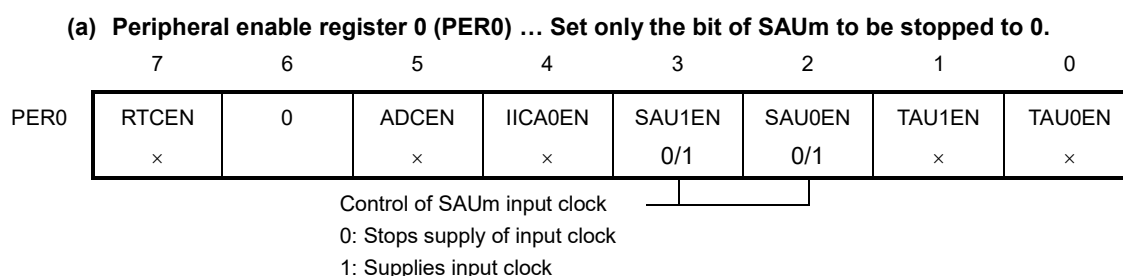 (a) Peripheral enable register 0 (PER0) … Set only the bit of SAUm to be stopped to 0.
7 6 5 4 3 2 1 0
PER0 RTCEN 0 ADCEN IICA0EN SAU1EN SAU0EN TAU1EN TAU0EN
× × × 0/1 0/1 × ×
Control of SAUm input clock
0: Stops supply of input clock
1: Supplies input clock